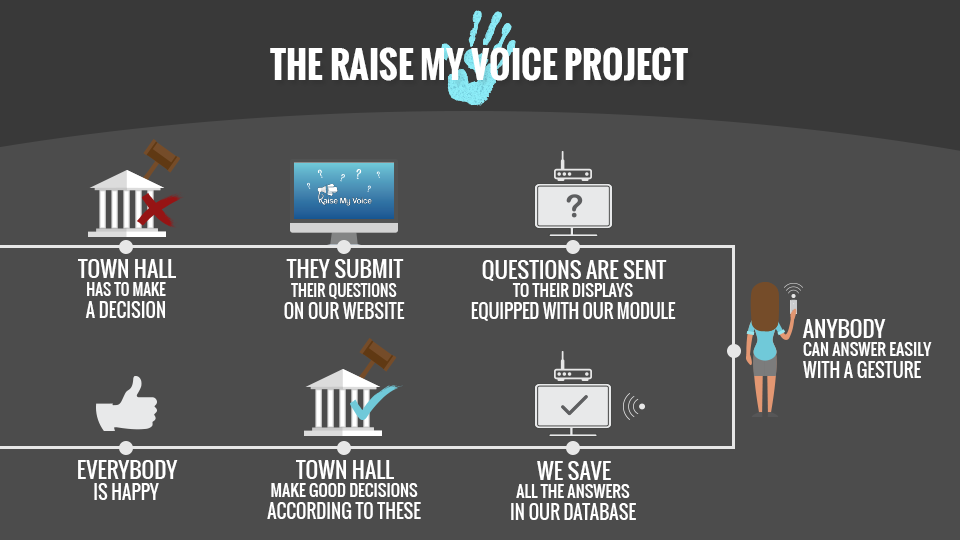 THE RAISE MY VOICE PROJECT
? ? ? ? ?
Raise My Voice
?
TOWN HALL
HAS TO MAKE
A DECISION
THEY SUBMIT
THEIR QUESTIONS
ON OUR WEBSITE
QUESTIONS ARE SENT
TO THEIR DISPLAYS
EQUIPPED WITH OUR MODULE
ANYBODY
CAN ANSWER EASILY
WITH A GESTURE
WE SAVE
ALL THE ANSWERS
IN OUR DATABASE
TOWN HALL
MAKE GOOD DECISIONS
ACCORDING TO THESE
EVERYBODY
IS HAPPY